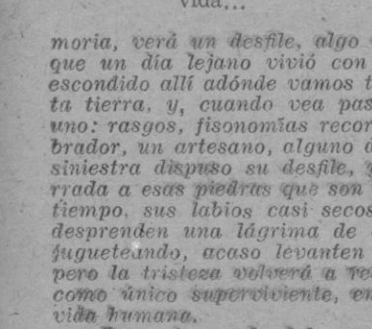 vida...
moria, verá un desfile, algo
que un día lejano vivió con
escondido allí adónde vamos t
ta tierra, y, cuando vea pas
uno: rasgos, fisonomías recor
brador, un artesano, alguno d
siniestra dispuso su desfile,
rrada a esas piedras que son
tiempo, sus labios casi secos
desprenden una lágrima de
jugueteando, acaso levanten
pero la tristeza volverá a re
como único superviviente, en
vida humana.